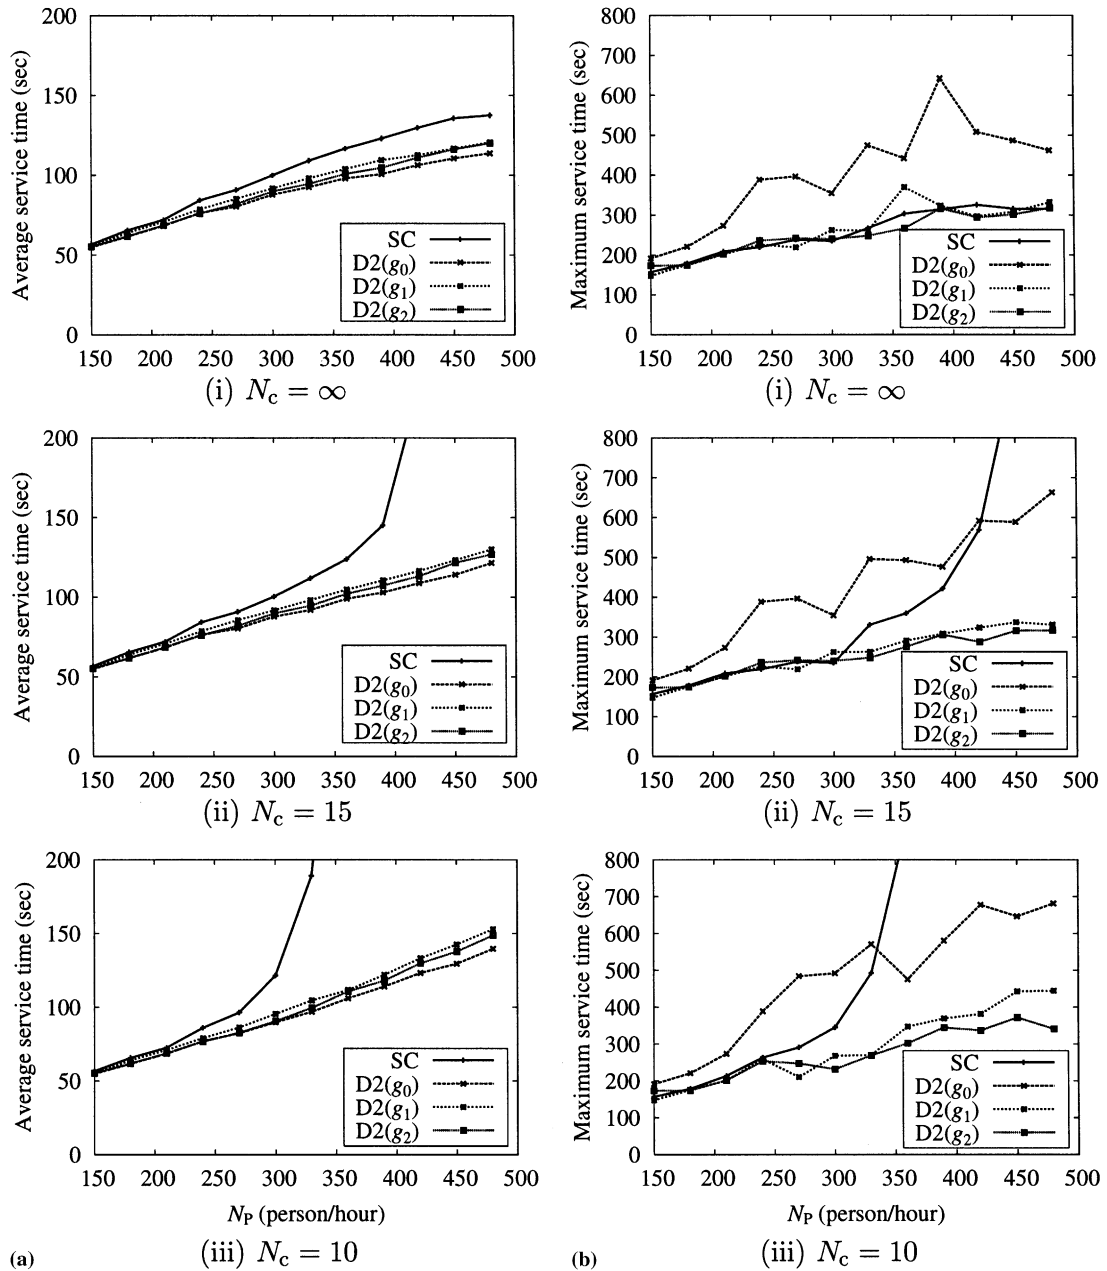 Average service time (sec)
200
150
100
50
0
SC
D2(g₀)
D2(g₁)
D2(g₂)
150 200 250 300 350 400 450 500
(i) N_c = ∞
Maximum service time (sec)
800
700
600
500
400
300
200
100
0
SC
D2(g₀)
D2(g₁)
D2(g₂)
150 200 250 300 350 400 450 500
(i) N_c = ∞
Average service time (sec)
200
150
100
50
0
SC
D2(g₀)
D2(g₁)
D2(g₂)
150 200 250 300 350 400 450 500
(ii) N_c = 15
Maximum service time (sec)
800
700
600
500
400
300
200
100
0
SC
D2(g₀)
D2(g₁)
D2(g₂)
150 200 250 300 350 400 450 500
(ii) N_c = 15
Average service time (sec)
200
150
100
50
0
SC
D2(g₀)
D2(g₁)
D2(g₂)
150 200 250 300 350 400 450 500
N_P (person/hour)
(a) (iii) N_c = 10
Maximum service time (sec)
800
700
600
500
400
300
200
100
0
SC
D2(g₀)
D2(g₁)
D2(g₂)
150 200 250 300 350 400 450 500
N_P (person/hour)
(b) (iii) N_c = 10